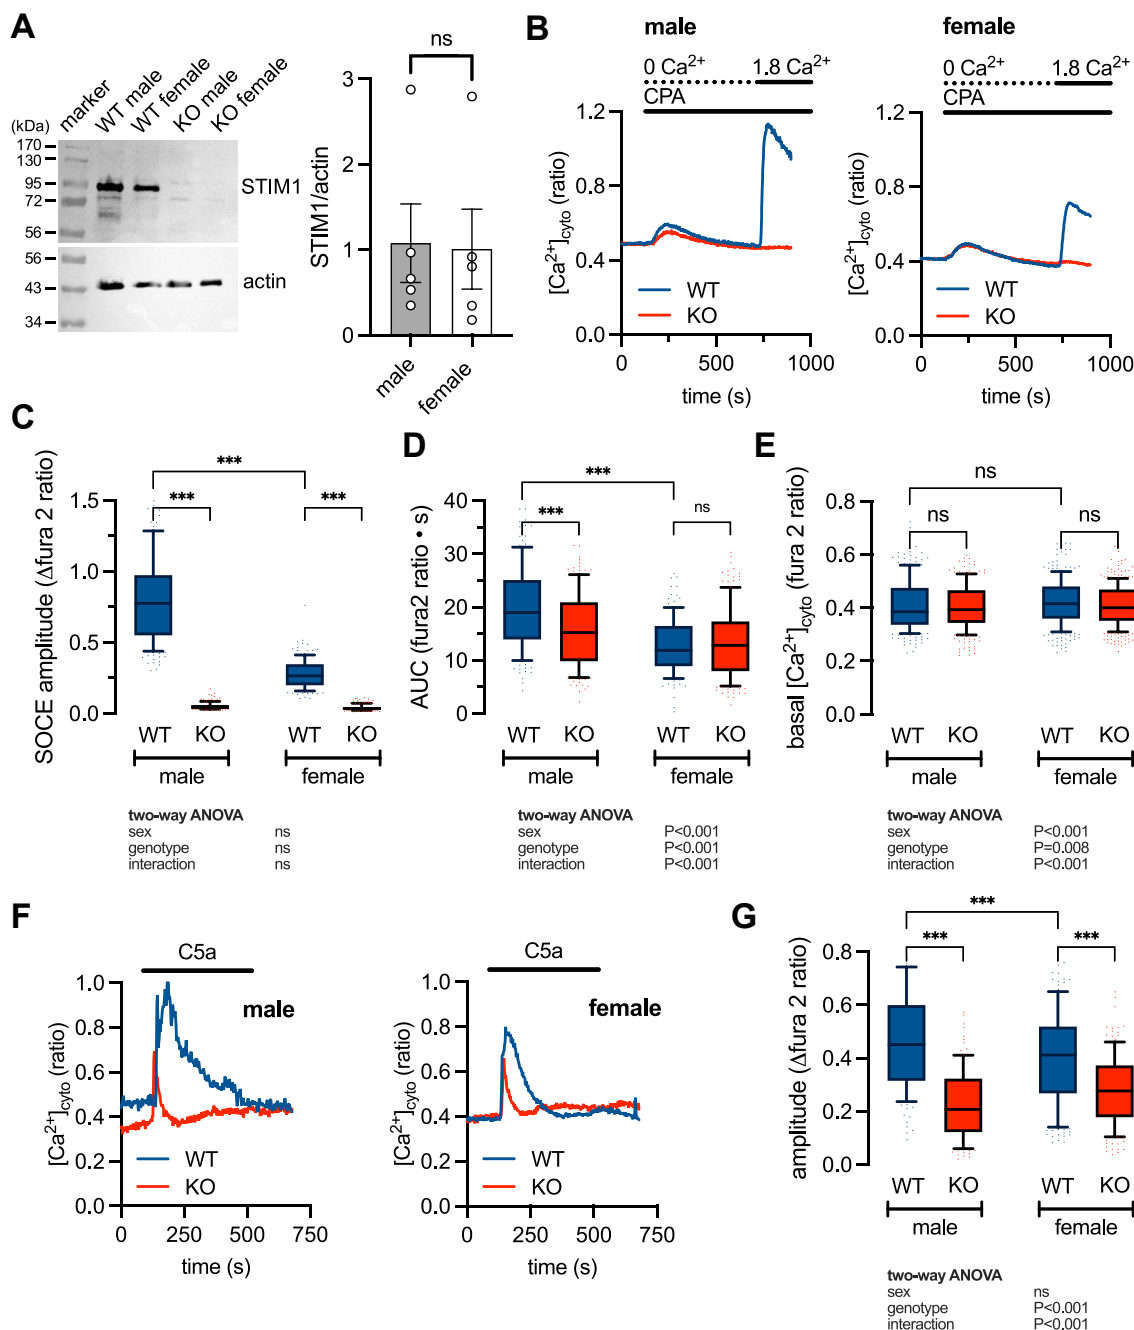 A
marker
WT male
WT female
KO male
KO female
(kDa)
170
130
95
72
56
STIM1
56
43
34
actin
ns
STIM1/actin
3
2
1
0
male
female
B
male
0 Ca²⁺
1.8 Ca²⁺
CPA
[Ca²⁺]cyto (ratio)
1.2
0.8
0.4
0.0
WT
KO
0 500 1000
time (s)
female
0 Ca²⁺
1.8 Ca²⁺
CPA
[Ca²⁺]cyto (ratio)
1.2
0.8
0.4
0.0
WT
KO
0 500 1000
time (s)
C
SOCE amplitude (Δfura 2 ratio)
1.5
1.0
0.5
0.0
***
*** ***
WT KO WT KO
male female
two-way ANOVA
sex ns
genotype ns
interaction ns
D
AUC (fura2 ratio • s)
40
30
20
10
0
***
*** ns
WT KO WT KO
male female
two-way ANOVA
sex P<0.001
genotype P<0.001
interaction P<0.001
E
basal [Ca²⁺]cyto (fura 2 ratio)
0.8
0.6
0.4
0.2
0.0
ns
ns ns
WT KO WT KO
male female
two-way ANOVA
sex P<0.001
genotype P=0.008
interaction P<0.001
F
C5a
male
[Ca²⁺]cyto (ratio)
1.0
0.8
0.6
0.4
0.2
0.0
WT
KO
0 250 500 750
time (s)
C5a
female
[Ca²⁺]cyto (ratio)
1.0
0.8
0.6
0.4
0.2
0.0
WT
KO
0 250 500 750
time (s)
G
amplitude (Δfura 2 ratio)
0.8
0.6
0.4
0.2
0.0
***
*** ***
WT KO WT KO
male female
two-way ANOVA
sex ns
genotype P<0.001
interaction P<0.001